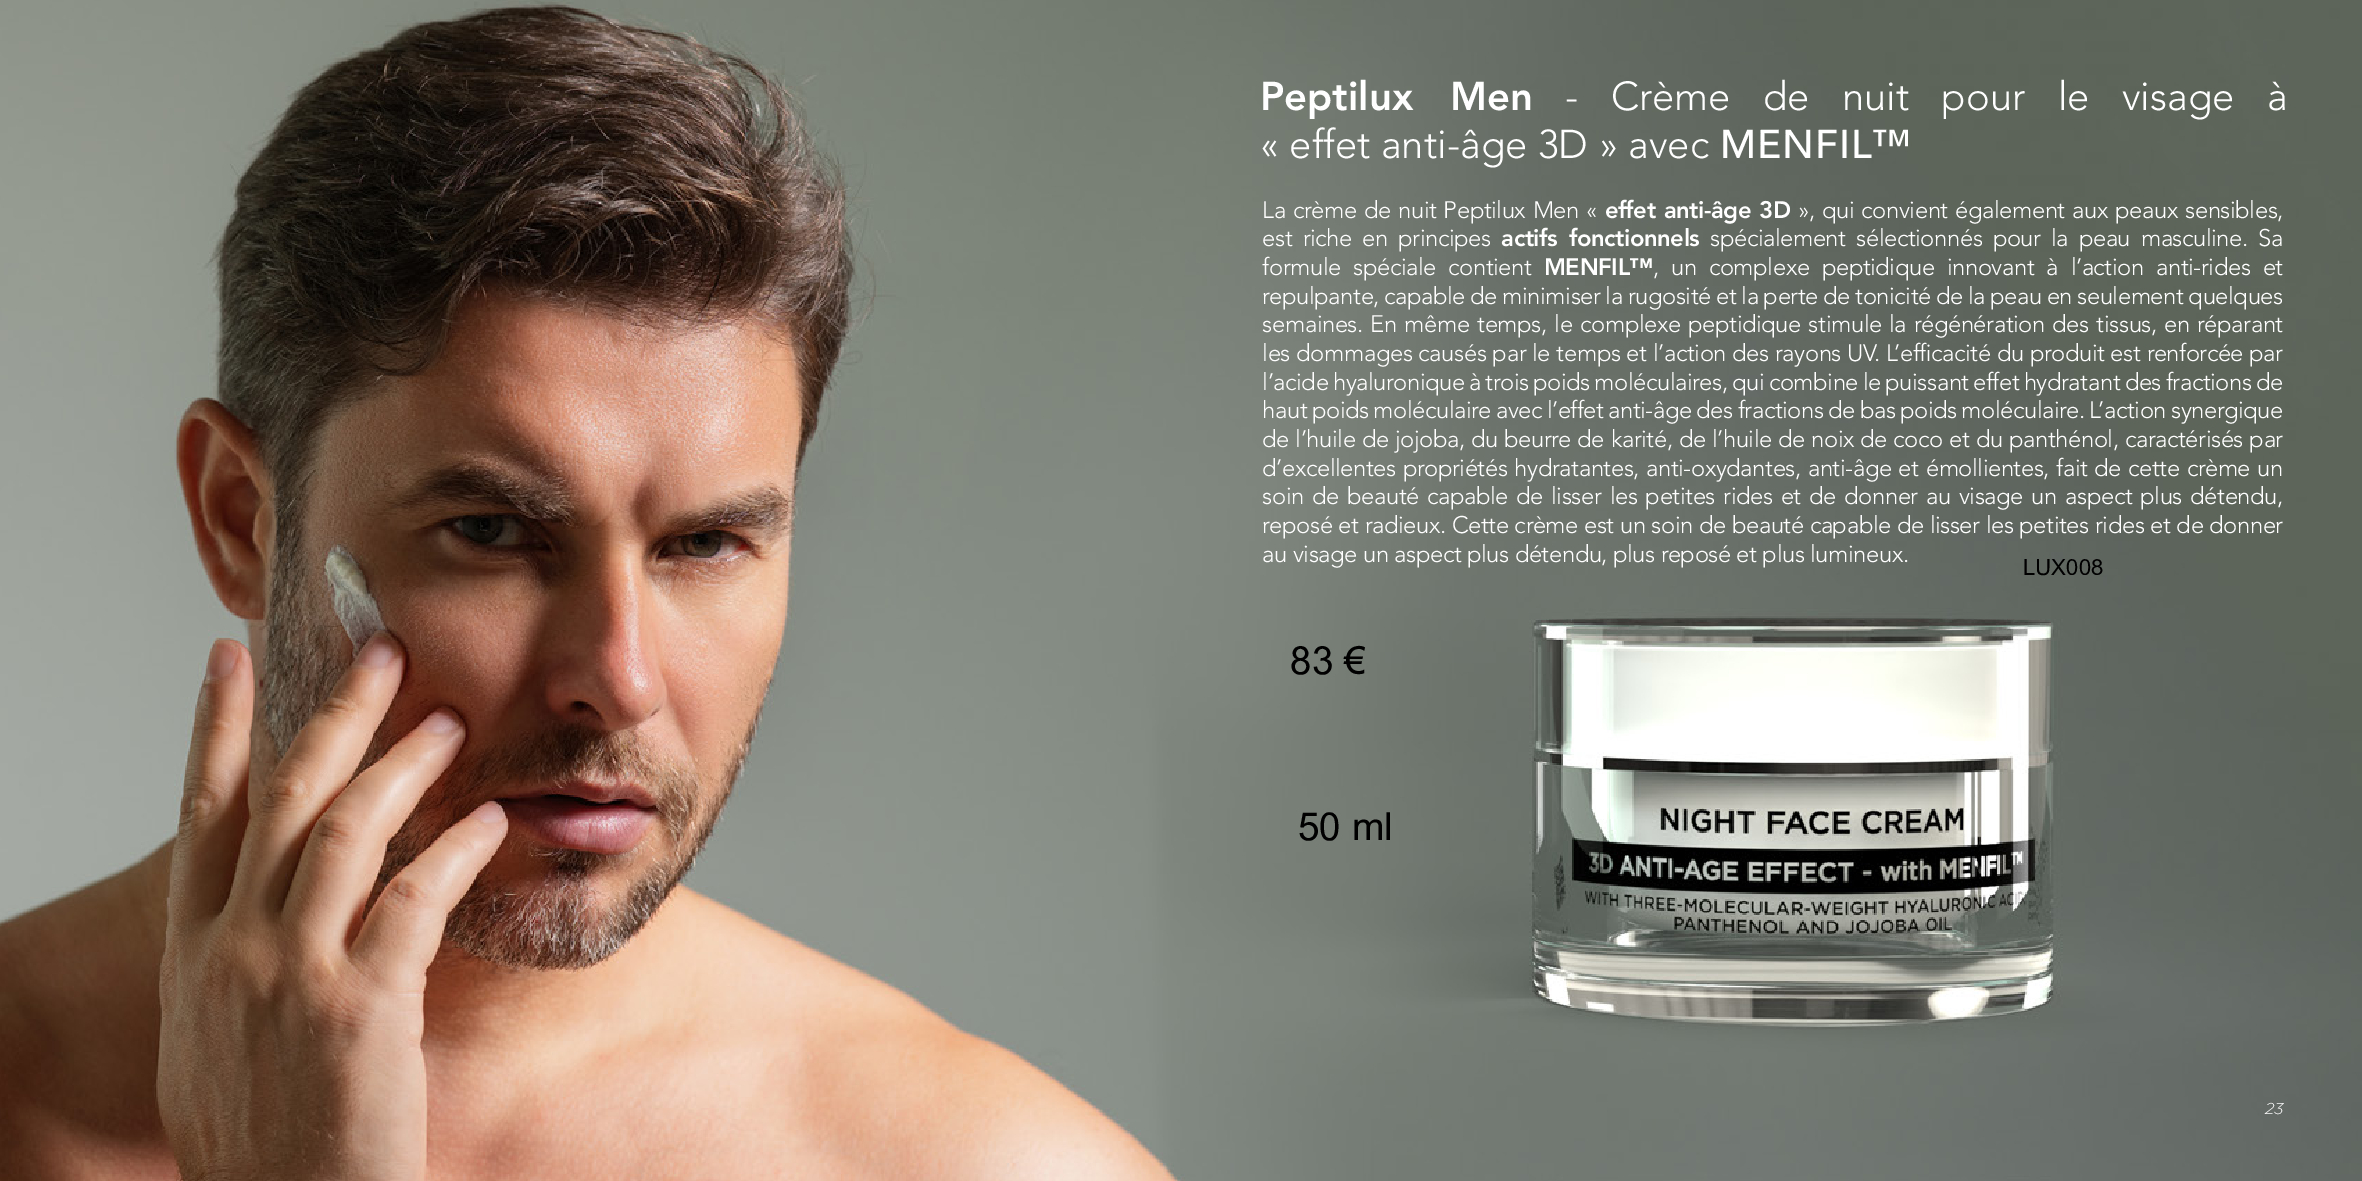 Peptilux Men - Crème de nuit pour le visage à
« effet anti-âge 3D » avec MENFIL™
La crème de nuit Peptilux Men « effet anti-âge 3D », qui convient également aux peaux sensibles,
est riche en principes actifs fonctionnels spécialement sélectionnés pour la peau masculine. Sa
formule spéciale contient MENFIL™, un complexe peptidique innovant à l’action anti-rides et
repulpante, capable de minimiser la rugosité et la perte de tonicité de la peau en seulement quelques
semaines. En même temps, le complexe peptidique stimule la régénération des tissus, en réparant
les dommages causés par le temps et l’action des rayons UV. L’efficacité du produit est renforcée par
l’acide hyaluronique à trois poids moléculaires, qui combine le puissant effet hydratant des fractions de
haut poids moléculaire avec l’effet anti-âge des fractions de bas poids moléculaire. L’action synergique
de l’huile de jojoba, du beurre de karité, de l’huile de noix de coco et du panthénol, caractérisés par
d’excellentes propriétés hydratantes, anti-oxydantes, anti-âge et émollientes, fait de cette crème un
soin de beauté capable de lisser les petites rides et de donner au visage un aspect plus détendu,
reposé et radieux. Cette crème est un soin de beauté capable de lisser les petites rides et de donner
au visage un aspect plus détendu, plus reposé et plus lumineux.
LUX008
83 €
50 ml
NIGHT FACE CREAM
3D ANTI-AGE EFFECT - with MENFIL™
WITH THREE-MOLECULAR-WEIGHT HYALURONIC ACID
PANTHENOL AND JOJOBA OIL
23